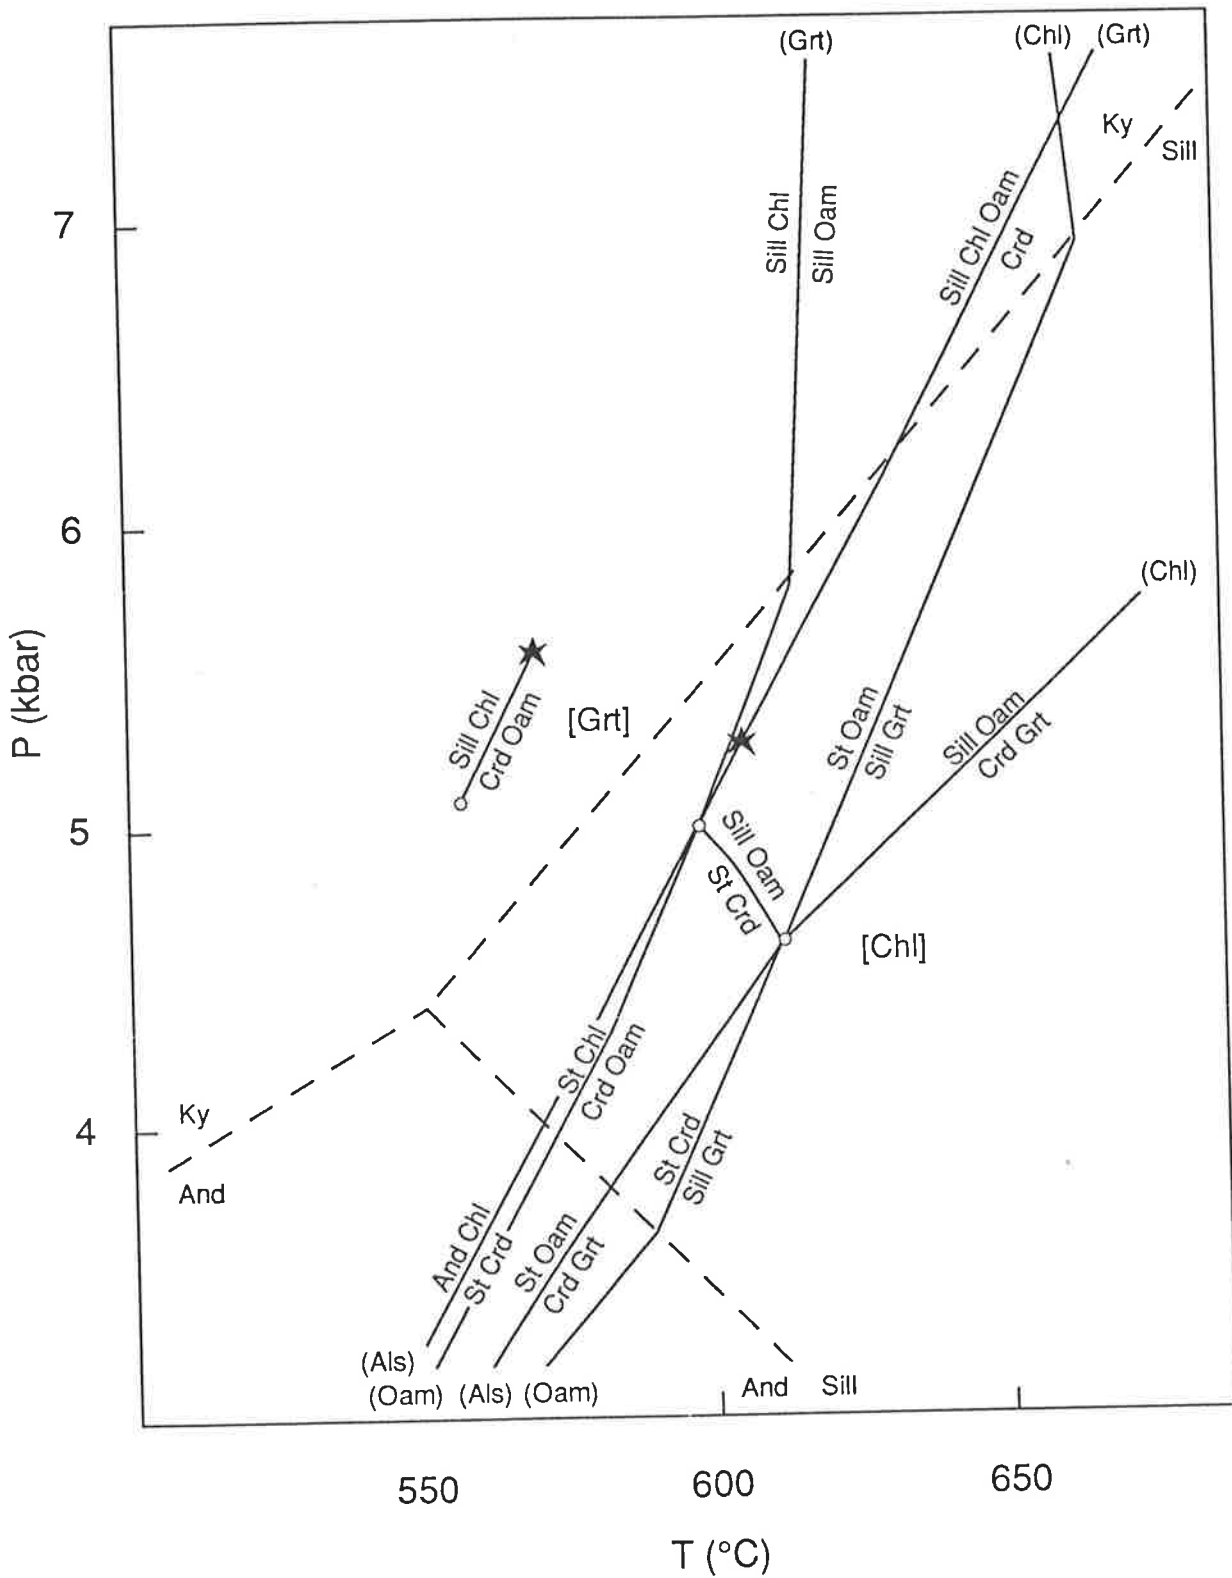 (Grt)
(Chl)
(Grt)
Ky
Sill
7
Sill Chl
Sill Oam
Sill Chl Oam
Crd
6
(Chl)
P (kbar)
Sill Chl
Crd Oam
[Grt]
St Oam
Sill Grt
Sill Oam
Crd Grt
5
Sill Oam
St Crd
[Chl]
St Chl
Crd Oam
4
Ky
And
St Crd
Sill Grt
And Chl
St Crd
St Oam
Crd Grt
(Als)
(Oam)
(Als)
(Oam)
And
Sill
550
600
650
T (°C)